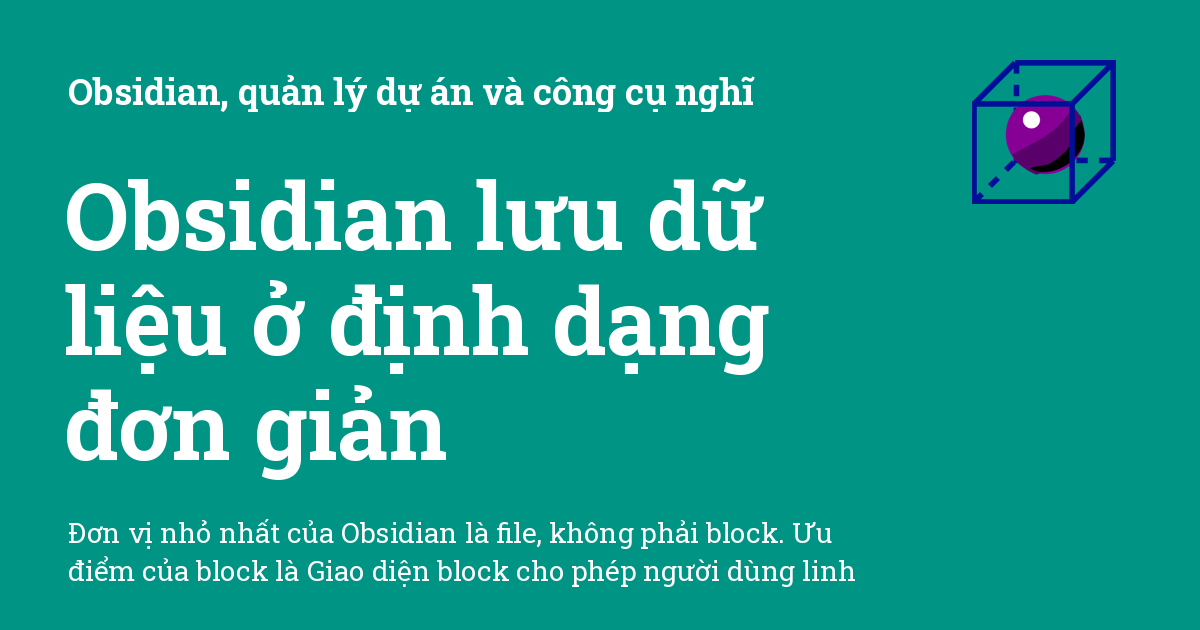 Obsidian, quản lý dự án và công cụ nghĩ
Obsidian lưu dữ
liệu ở định dạng
đơn giản
Đơn vị nhỏ nhất của Obsidian là file, không phải block. Ưu
điểm của block là Giao diện block cho phép người dùng linh